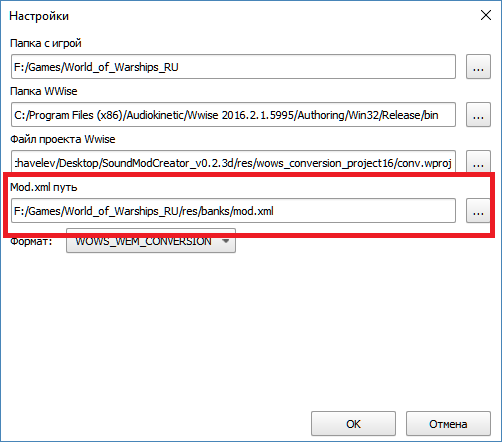 Настройки
Папка с игрой
F:/Games/World_of_Warships_RU
...
Папка WWise
C:/Program Files (x86)/Audiokinetic/Wwise 2016.2.1.5995/Authoring/Win32/Release/bin
...
Файл проекта Wwise
:havelev/Desktop/SoundModCreator_v0.2.3d/res/wows_conversion_project16/conv.wproj
...
Mod.xml путь
F:/Games/World_of_Warships_RU/res/banks/mod.xml
...
Формат: WOWS_WEM_CONVERSION
OK Отмена